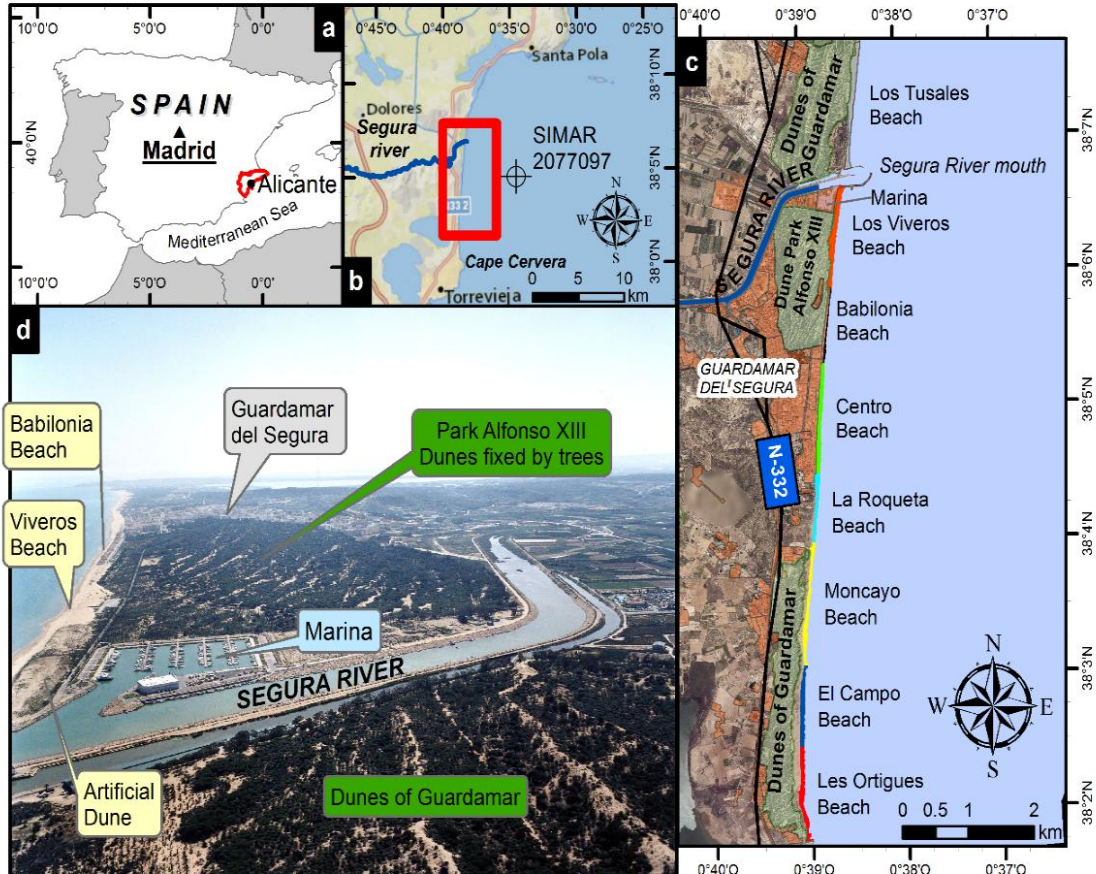 10°0'O
5°0'O
0°0'
a
SPAIN
Madrid
Alicante
Mediterranean Sea
40°0'N
40°0'N
10°0'O
5°0'O
0°0'
0°45'O
0°40'O
0°35'O
0°30'O
0°25'O
Santa Pola
Dolores
Segura
river
SIMAR
2077097
N
W
E
S
Cape Cervera
Torrevieja
0
5
10
km
b
38°10'N
38°5'N
38°0'N
0°40'O
0°39'O
0°38'O
0°37'O
c
Dunes of
Guardamar
Los Tusales
Beach
Segura River mouth
SEGURA RIVER
Marina
Los Viveros
Beach
Dune Park
Alfonso XIII
Babilonia
Beach
GUARDAMAR
DEL SEGURA
Centro
Beach
N-332
La Roqueta
Beach
Moncayo
Beach
Dunes of Guardamar
El Campo
Beach
Les Ortigues
Beach
N
W
E
S
0
0.5
1
2
km
38°7'N
38°6'N
38°5'N
38°4'N
38°3'N
38°2'N
0°40'O
0°39'O
0°38'O
0°37'O
d
Babilonia
Beach
Guardamar
del Segura
Park Alfonso XIII
Dunes fixed by trees
Viveros
Beach
Marina
SEGURA RIVER
Artificial
Dune
Dunes of Guardamar